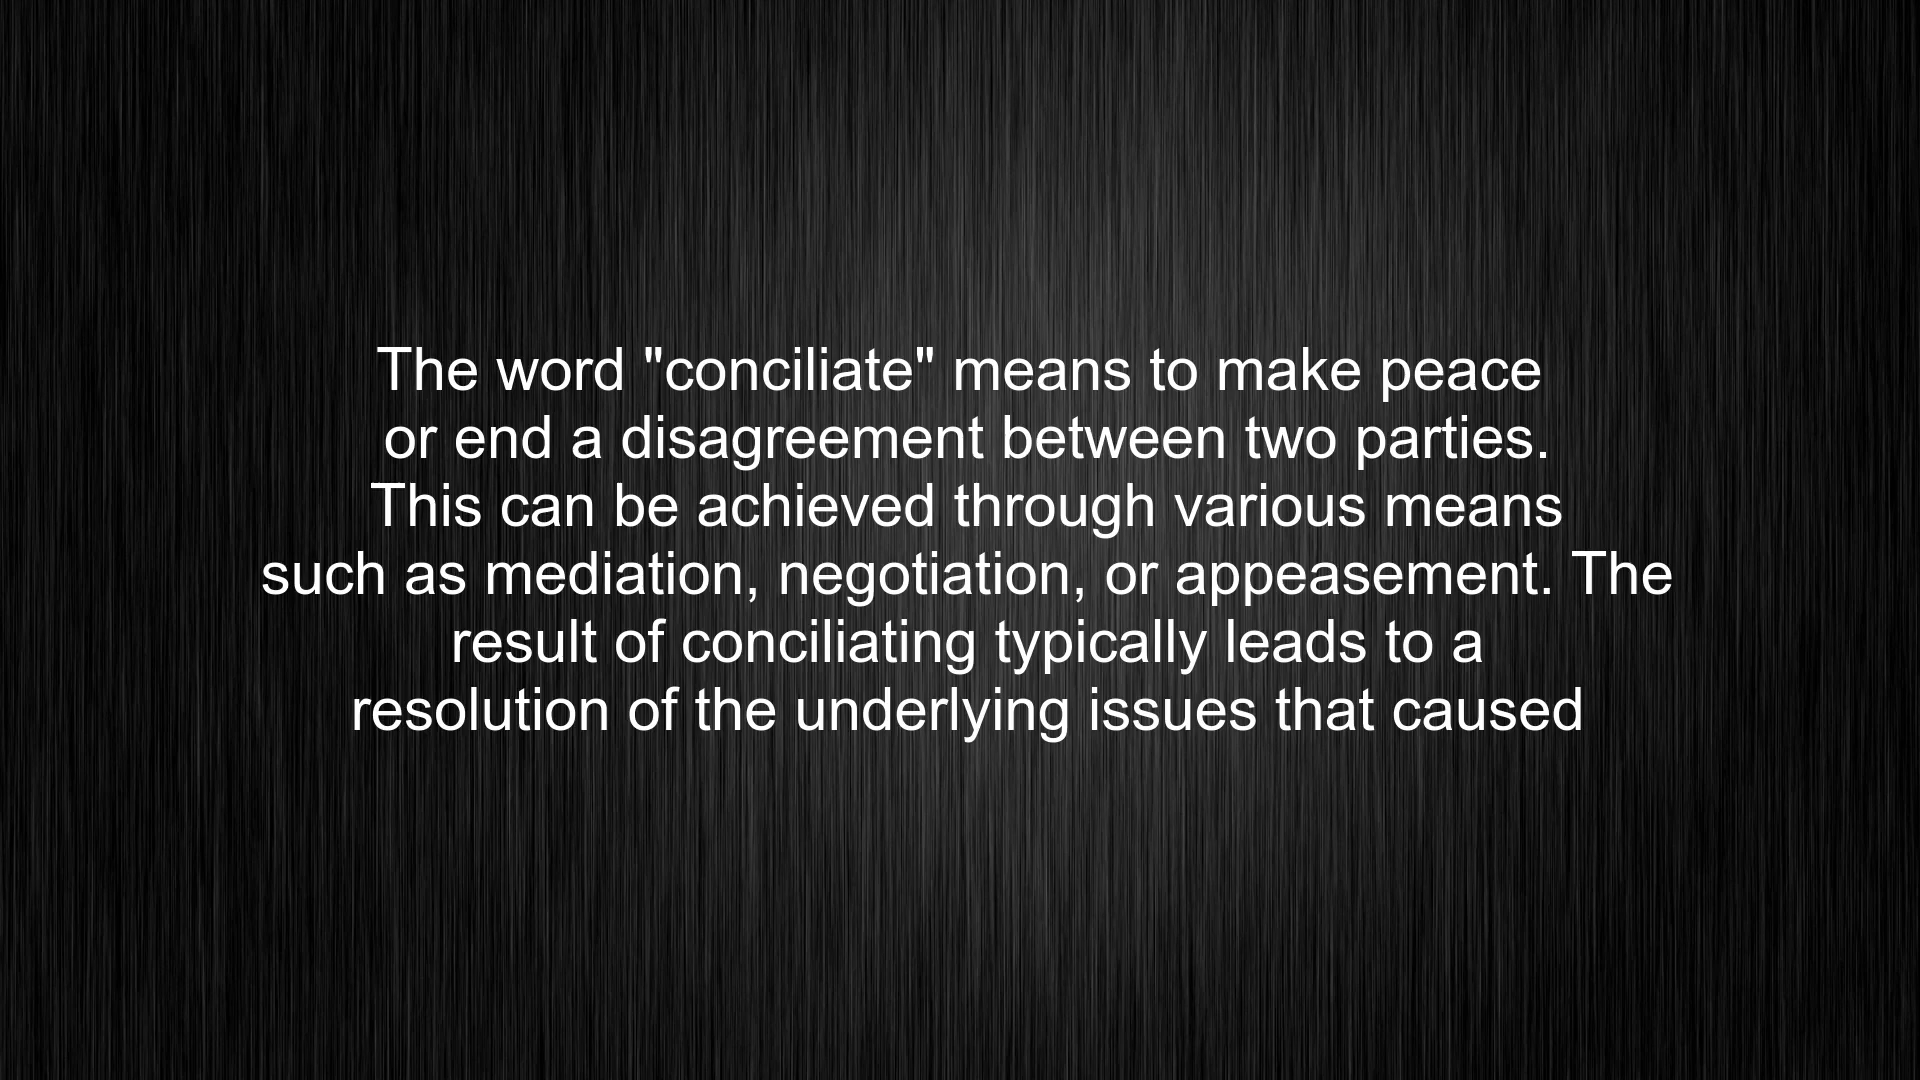 The word "conciliate" means to make peace
or end a disagreement between two parties.
This can be achieved through various means
such as mediation, negotiation, or appeasement. The
result of conciliating typically leads to a
resolution of the underlying issues that caused